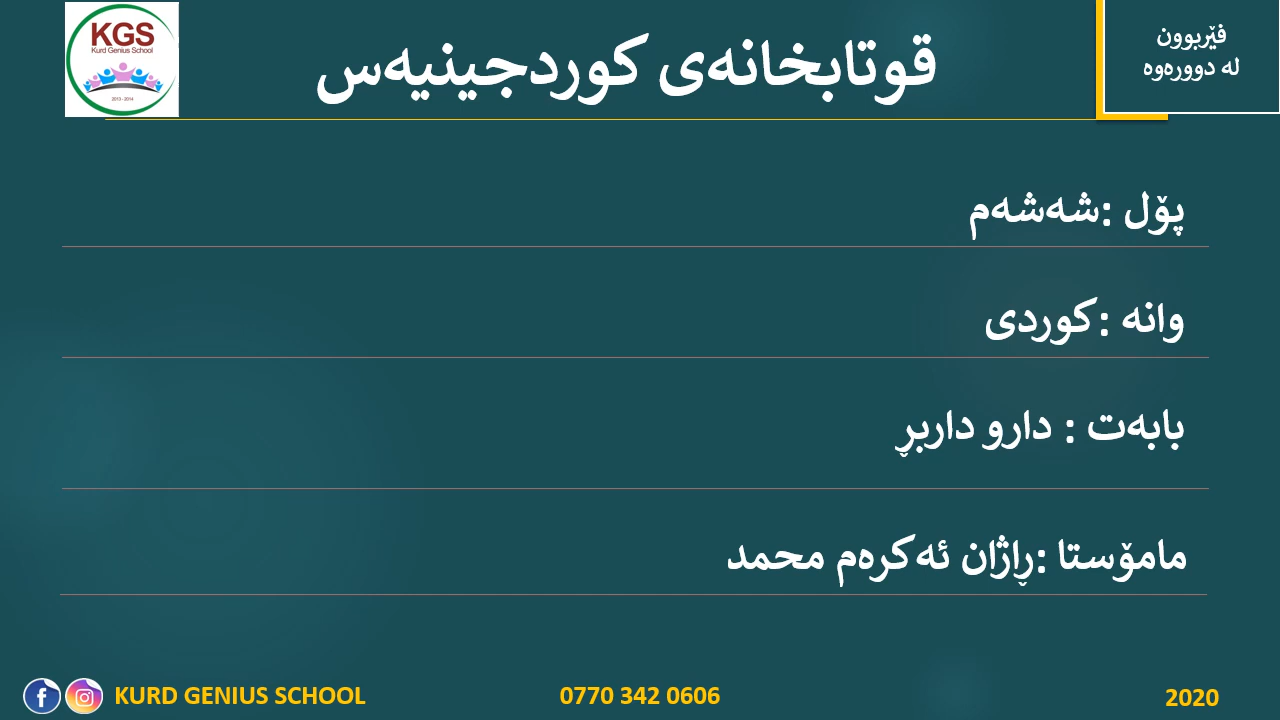 KGS
Kurd Genius School
2013 - 2014
قوتابخانەی کوردجینیەس
فێربوون
لە دوورەوە
پۆل :شەشەم
وانە :کوردی
بابەت : دارو داربڕ
مامۆستا :ڕاژان ئەکرەم محمد
KURD GENIUS SCHOOL
0770 342 0606
2020